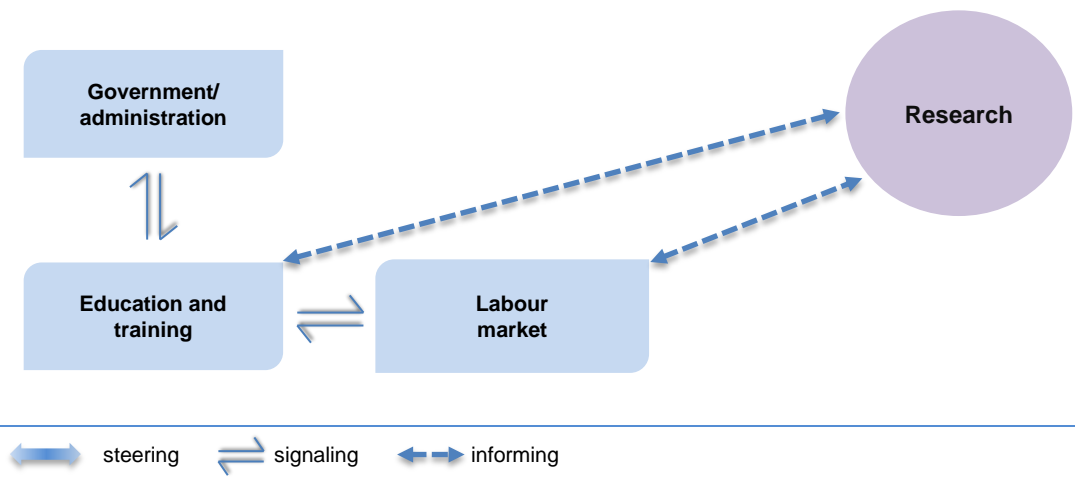 Government/
administration
Research
Education and
training
Labour
market
steering
signaling
informing